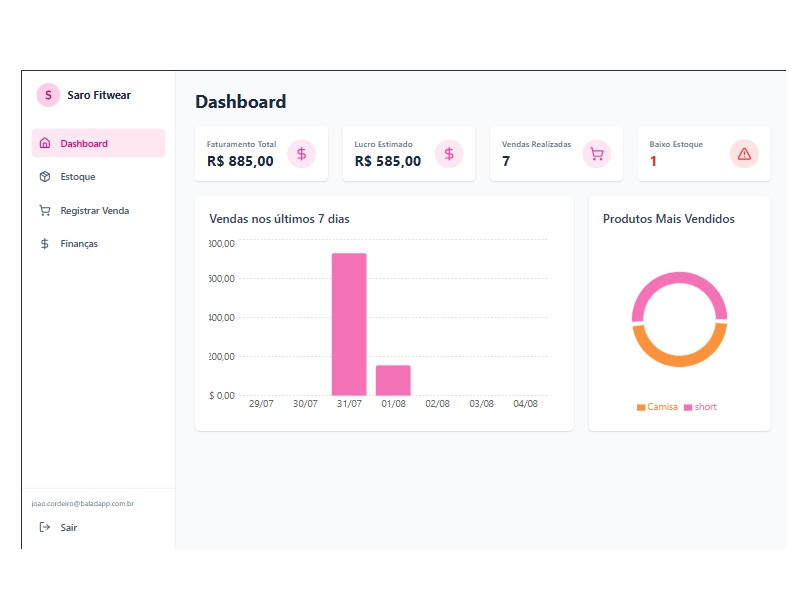 S Saro Fitwear
Dashboard
Estoque
Registrar Venda
Finanças
joao.cordeiro@baladapp.com.br
Sair
Dashboard
Faturamento Total
R$ 885,00
Lucro Estimado
R$ 585,00
Vendas Realizadas
7
Baixo Estoque
1
Vendas nos últimos 7 dias
800,00
600,00
400,00
200,00
$ 0,00
29/07 30/07 31/07 01/08 02/08 03/08 04/08
Produtos Mais Vendidos
Camisa short